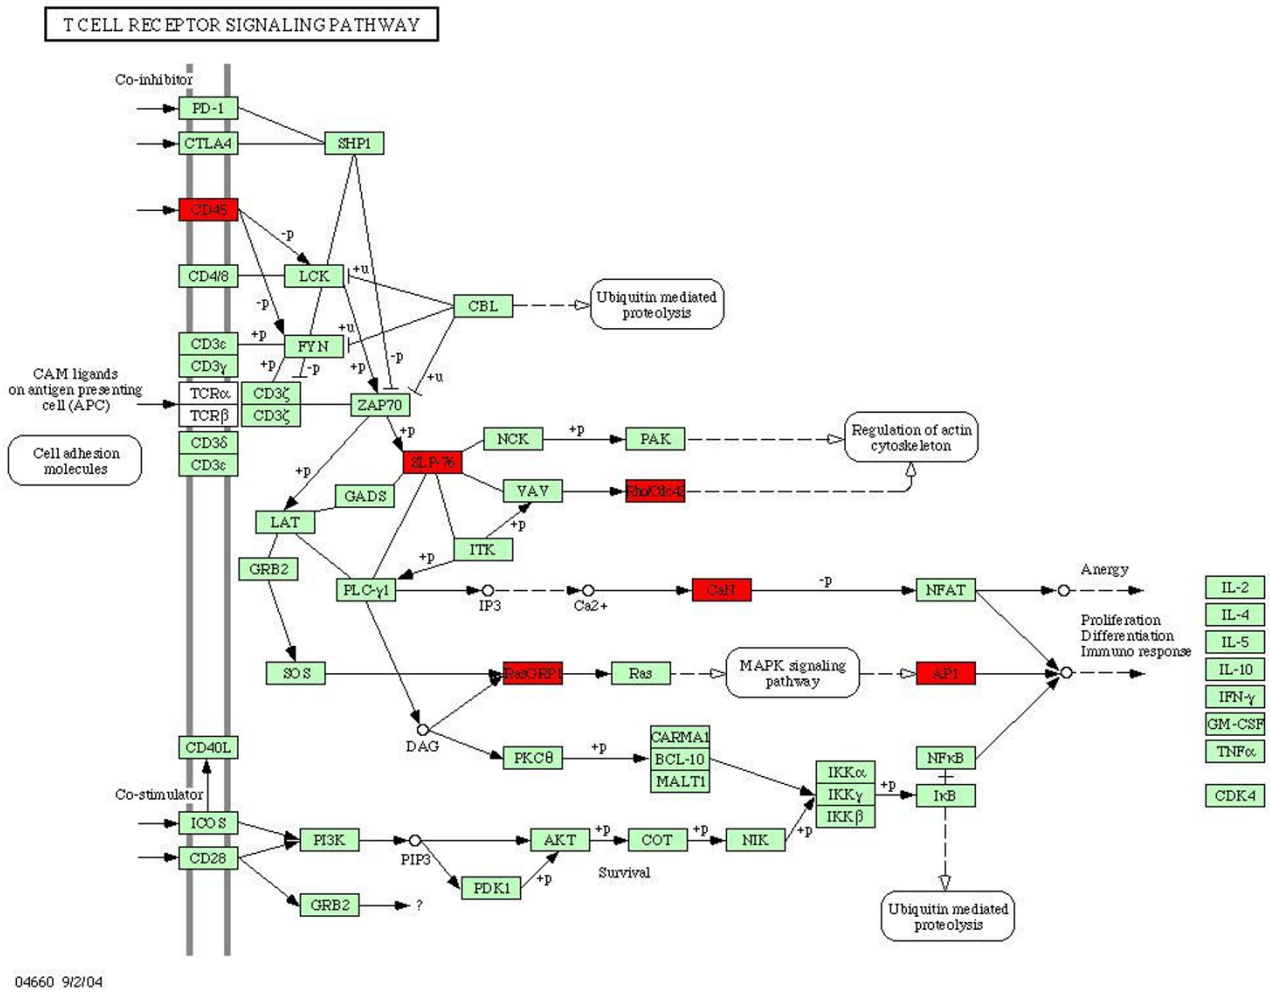 T CELL RECEPTOR SIGNALING PATHWAY
Co-inhibitor
PD-1
CTLA4
SHP1
CD45
-p
CD4/8
LCK
+u
CBL
Ubiquitin mediated
proteolysis
-p
CD3ε
+p
FYN
+u
CD3γ
+p
-p
+p
-p
+u
CAM ligands
on antigen presenting
cell (APC)
TCRα
CD3ζ
TCRβ
CD3ζ
ZAP70
Cell adhesion
molecules
CD3δ
CD3ε
+p
SLP-76
NCK
+p
PAK
Regulation of actin
cytoskeleton
+p
GADS
VAV
Rho/Cdc42
LAT
+p
ITK
GRB2
+p
PLC-γ1
IP3
Ca2+
CaN
-p
NFAT
Anergy
Proliferation
Differentiation
Immuno response
IL-2
IL-4
IL-5
IL-10
IFN-γ
GM-CSF
TNFα
CDK4
SOS
RasGRP1
Ras
MAPK signaling
pathway
AP1
DAG
PKCθ
+p
CARMA1
BCL-10
MALT1
NFκB
IKKα
IKKγ
IKKβ
+p
IκB
CD40L
Co-stimulator
ICOS
CD28
PI3K
PIP3
AKT
+p
COT
+p
NIK
+p
PDK1
+p
Survival
GRB2
?
Ubiquitin mediated
proteolysis
04660 9/2/04